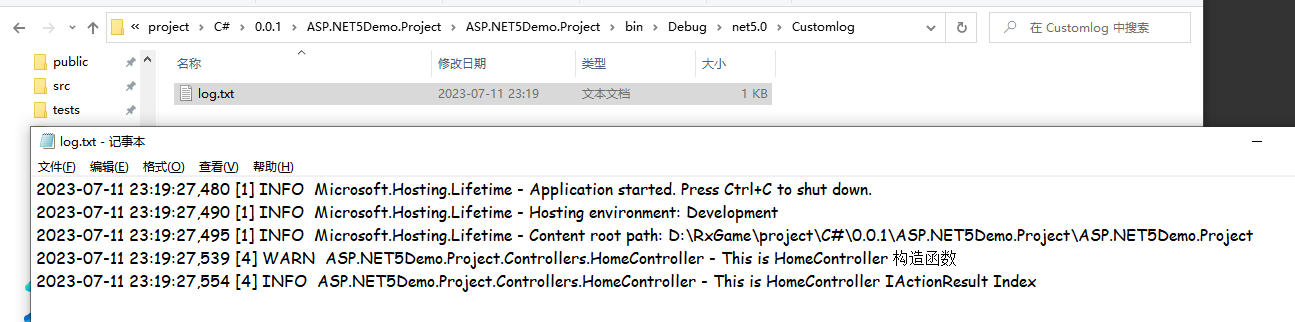 « project > C# > 0.0.1 > ASP.NET5Demo.Project > ASP.NET5Demo.Project > bin > Debug > net5.0 > Customlog
在 Customlog 中搜索
public
src
tests
名称 修改日期 类型 大小
log.txt 2023-07-11 23:19 文本文档 1 KB
log.txt - 记事本
文件(F) 编辑(E) 格式(O) 查看(V) 帮助(H)
2023-07-11 23:19:27,480 [1] INFO  Microsoft.Hosting.Lifetime - Application started. Press Ctrl+C to shut down.
2023-07-11 23:19:27,490 [1] INFO  Microsoft.Hosting.Lifetime - Hosting environment: Development
2023-07-11 23:19:27,495 [1] INFO  Microsoft.Hosting.Lifetime - Content root path: D:\RxGame\project\C#\0.0.1\ASP.NET5Demo.Project\ASP.NET5Demo.Project
2023-07-11 23:19:27,539 [4] WARN  ASP.NET5Demo.Project.Controllers.HomeController - This is HomeController 构造函数
2023-07-11 23:19:27,554 [4] INFO  ASP.NET5Demo.Project.Controllers.HomeController - This is HomeController IActionResult Index